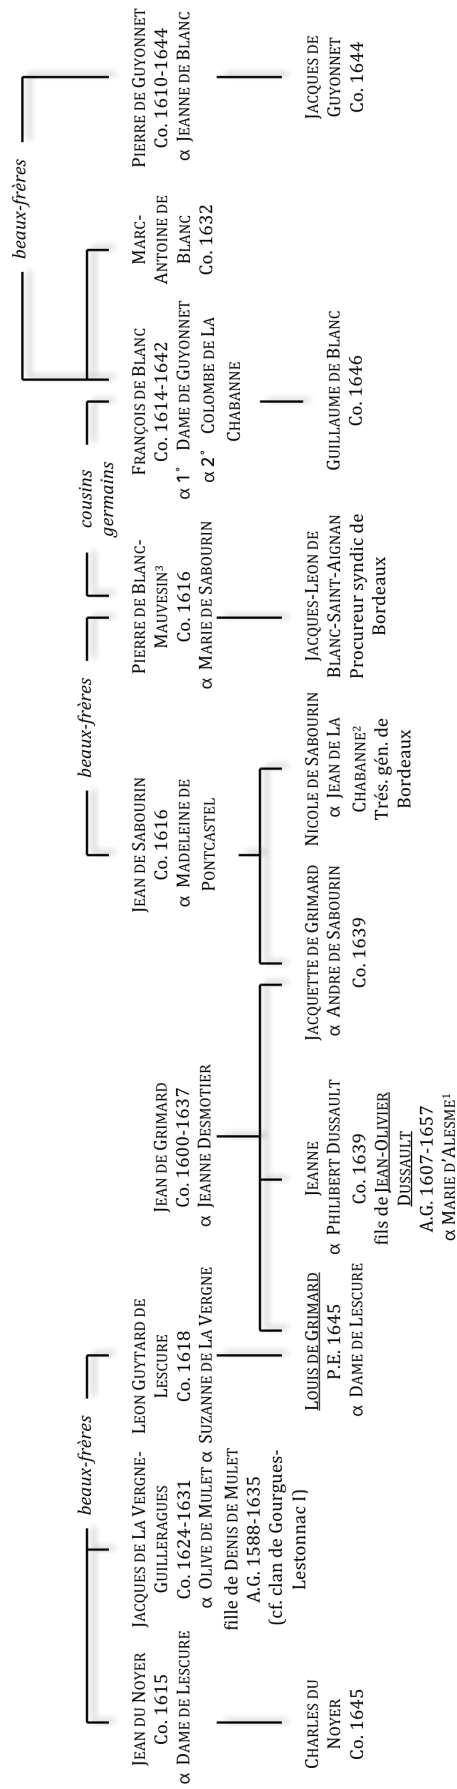 beaux-frères
JEAN DU NOYER
Co. 1615
α DAME DE LESCURE
JACQUES DE LA VERGNE-
GUILLERAGUES
Co. 1624-1631
α OLIVE DE MULET
fille de DENIS DE MULET
A.G. 1588-1635
(cf. clan de Gourgues-
Lestonnac I)
LEON GUYTARD DE
LESCURE
Co. 1618
α SUZANNE DE LA VERGNE
JEAN DE GRIMARD
Co. 1600-1637
α JEANNE DESMOTIER
beaux-frères
JEAN DE SABOURIN
Co. 1616
α MADELEINE DE
PONTCASTEL
PIERRE DE BLANC-
MAUVESIN³
Co. 1616
α MARIE DE SABOURIN
cousins
germains
FRANÇOIS DE BLANC
Co. 1614-1642
α 1° DAME DE GUYONNET
α 2° COLOMBE DE LA
CHABANNE
MARC-
ANTOINE DE
BLANC
Co. 1632
beaux-frères
PIERRE DE GUYONNET
Co. 1610-1644
α JEANNE DE BLANC
CHARLES DU
NOYER
Co. 1645
LOUIS DE GRIMARD
P.E. 1645
α DAME DE LESCURE
JEANNE
α PHILIBERT DUSSAULT
Co. 1639
fils de JEAN-OLIVIER
DUSSAULT
A.G. 1607-1657
α MARIE D'ALESME¹
JACQUETTE DE GRIMARD
α ANDRE DE SABOURIN
Co. 1639
NICOLE DE SABOURIN
α JEAN DE LA
CHABANNE²
Trés. gén. de
Bordeaux
JACQUES-LEON DE
BLANC-SAINT-AIGNAN
Procureur syndic de
Bordeaux
GUILLAUME DE BLANC
Co. 1646
JACQUES DE
GUYONNET
Co. 1644